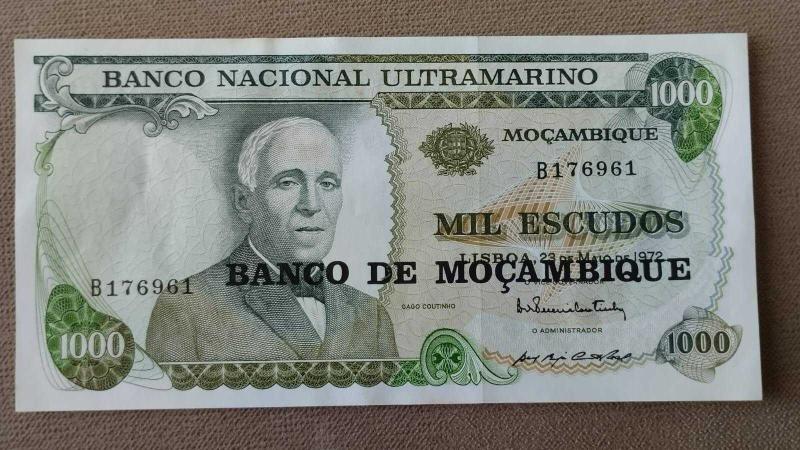 BANCO NACIONAL ULTRAMARINO
1000
MOÇAMBIQUE
B176961
MIL ESCUDOS
LISBOA, 23 DE MAIO DE 1972
BANCO DE MOÇAMBIQUE
B176961
GAGO COUTINHO
O ADMINISTRADOR
1000
1000